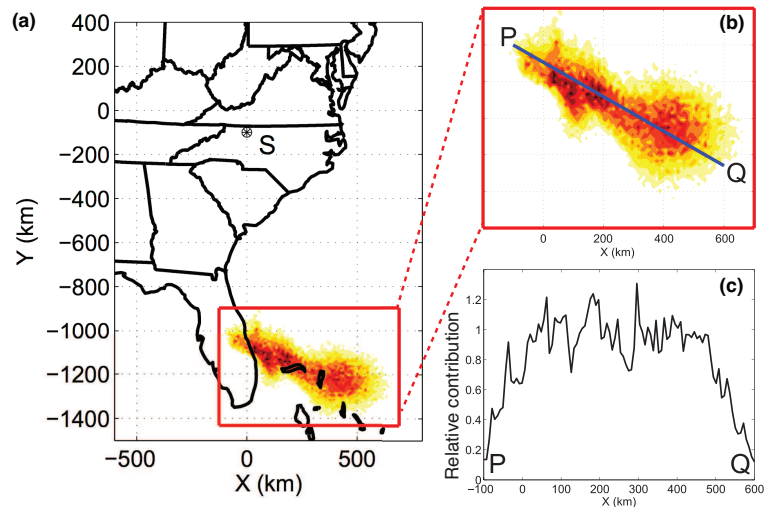 (a)
400
200
0
−200
−400
−600
−800
−1000
−1200
−1400
Y (km)
S
−500 0 500
X (km)
(b)
P
Q
0 200 400 600
X (km)
(c)
1.2
1
0.8
0.6
0.4
0.2
0
Relative contribution
P
Q
−100 0 100 200 300 400 500 600
X (km)